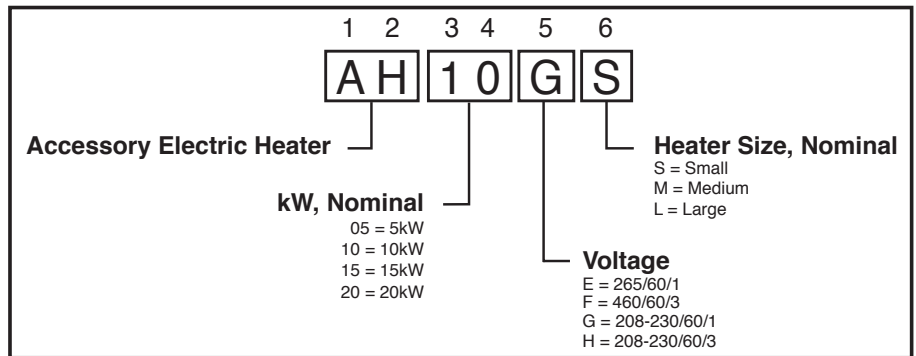 1 2 3 4 5 6
AH 10 G S
Accessory Electric Heater
kW, Nominal
05 = 5kW
10 = 10kW
15 = 15kW
20 = 20kW
Heater Size, Nominal
S = Small
M = Medium
L = Large
Voltage
E = 265/60/1
F = 460/60/3
G = 208-230/60/1
H = 208-230/60/3